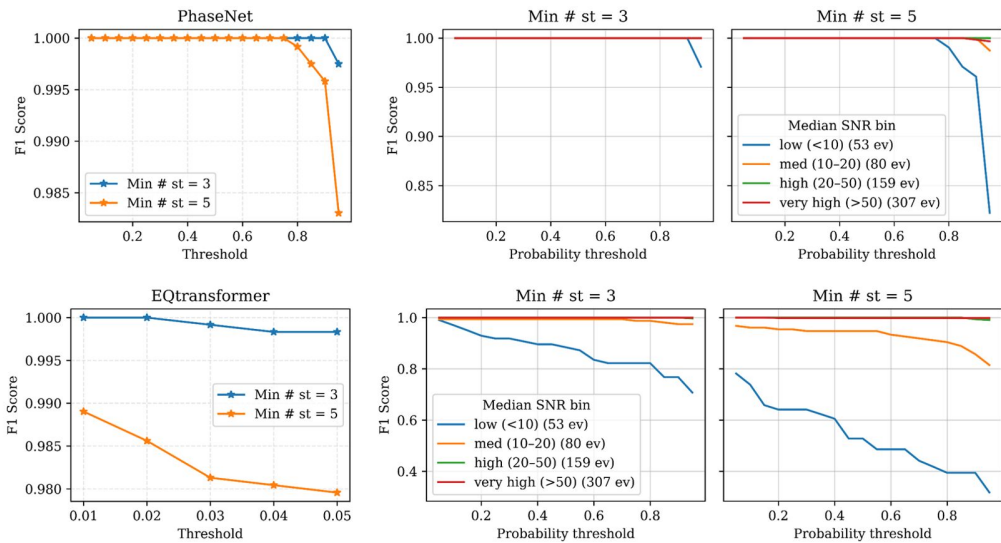 PhaseNet
1.000
0.995
0.990
0.985
F1 Score
Min # st = 3
Min # st = 5
0.2 0.4 0.6 0.8
Threshold
Min # st = 3
1.00
0.95
0.90
0.85
F1 Score
0.2 0.4 0.6 0.8
Probability threshold
Min # st = 5
Median SNR bin
low (<10) (53 ev)
med (10–20) (80 ev)
high (20–50) (159 ev)
very high (>50) (307 ev)
0.2 0.4 0.6 0.8
Probability threshold
EQtransformer
1.000
0.995
0.990
0.985
0.980
F1 Score
Min # st = 3
Min # st = 5
0.01 0.02 0.03 0.04 0.05
Threshold
Min # st = 3
1.0
0.8
0.6
0.4
F1 Score
Median SNR bin
low (<10) (53 ev)
med (10–20) (80 ev)
high (20–50) (159 ev)
very high (>50) (307 ev)
0.2 0.4 0.6 0.8
Probability threshold
Min # st = 5
0.2 0.4 0.6 0.8
Probability threshold